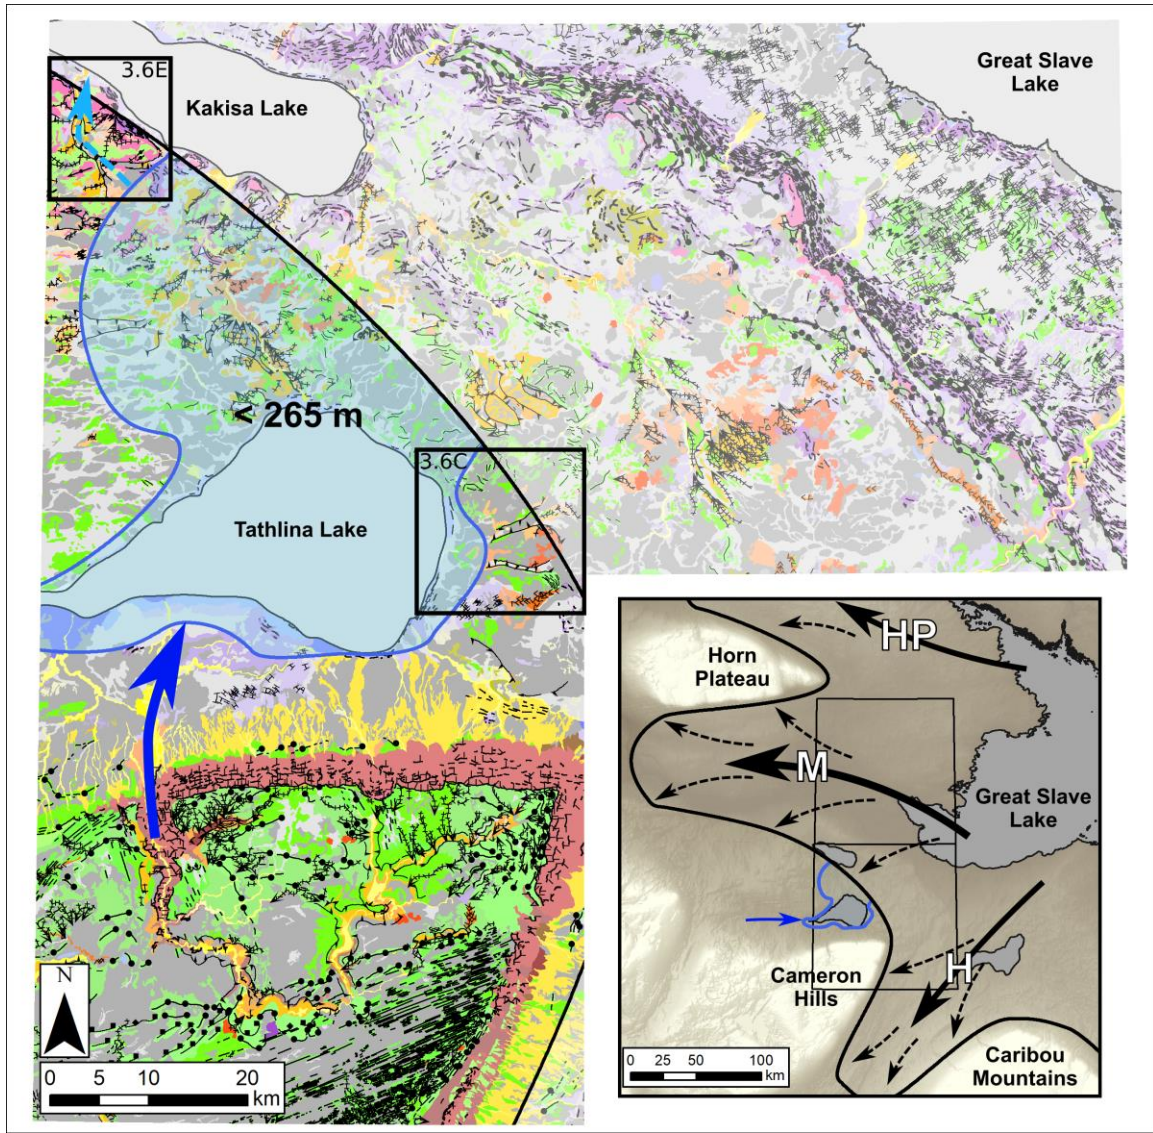 3.6E
Kakisa Lake
Great Slave
Lake
< 265 m
3.6C
Tathlina Lake
N
0 5 10 20
km
HP
Horn
Plateau
M
Great Slave
Lake
H
Cameron
Hills
0 25 50 100
km
Caribou
Mountains